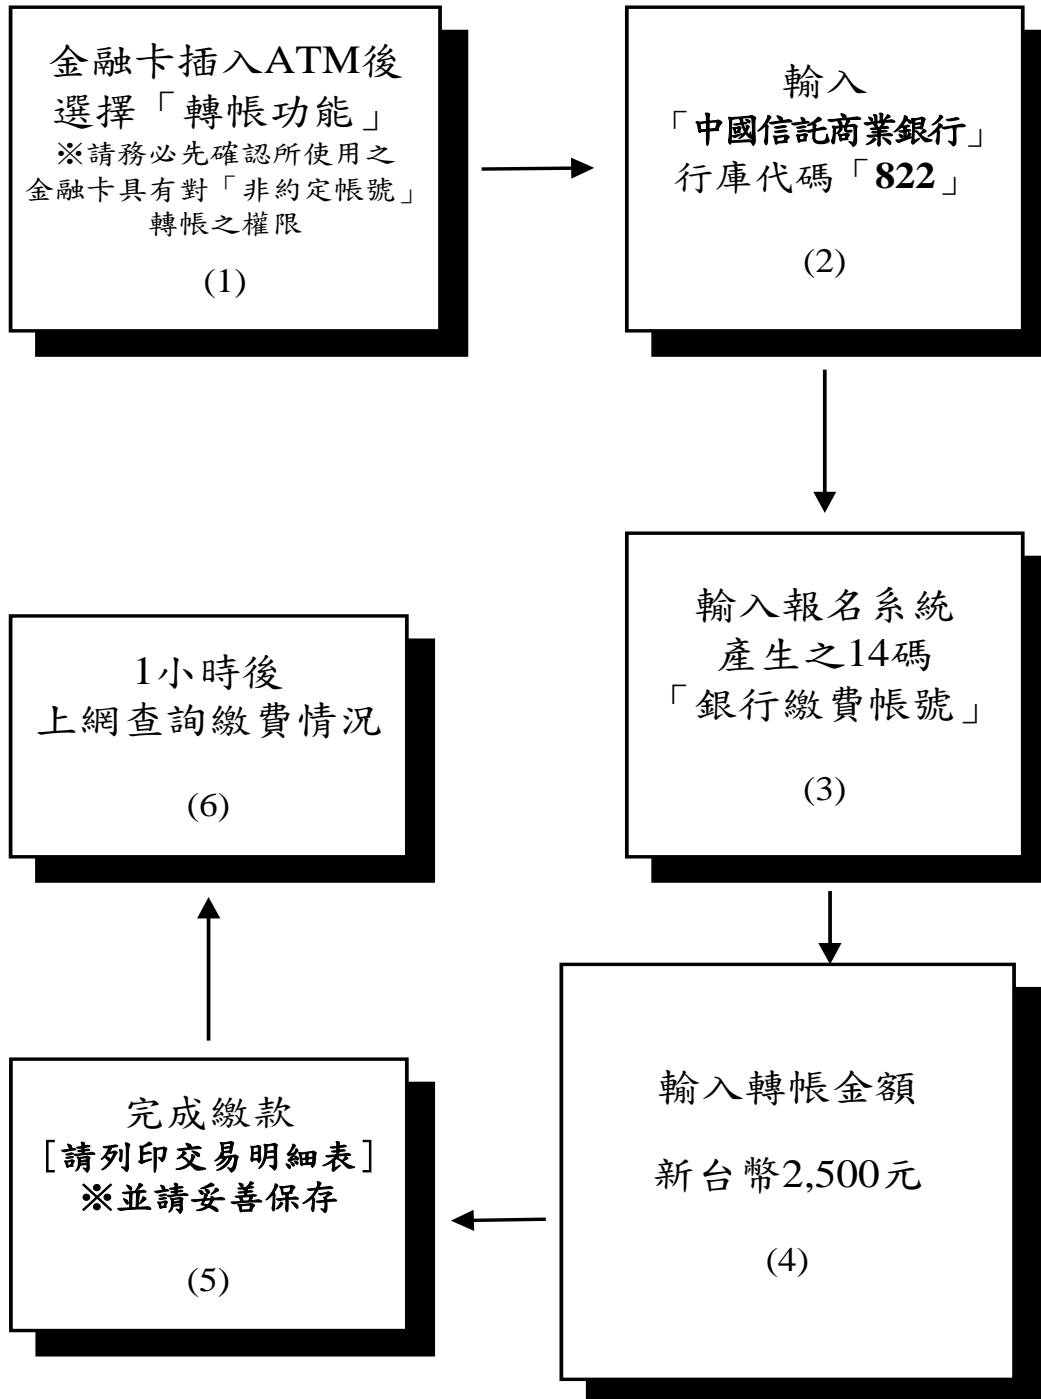 金融卡插入ATM後
選擇「轉帳功能」
※請務必先確認所使用之
金融卡具有對「非約定帳號」
轉帳之權限
(1)
輸入
「中國信託商業銀行」
行庫代碼「822」
(2)
輸入報名系統
產生之14碼
「銀行繳費帳號」
(3)
輸入轉帳金額
新台幣2,500元
(4)
完成繳款
[請列印交易明細表]
※並請妥善保存
(5)
1小時後
上網查詢繳費情況
(6)